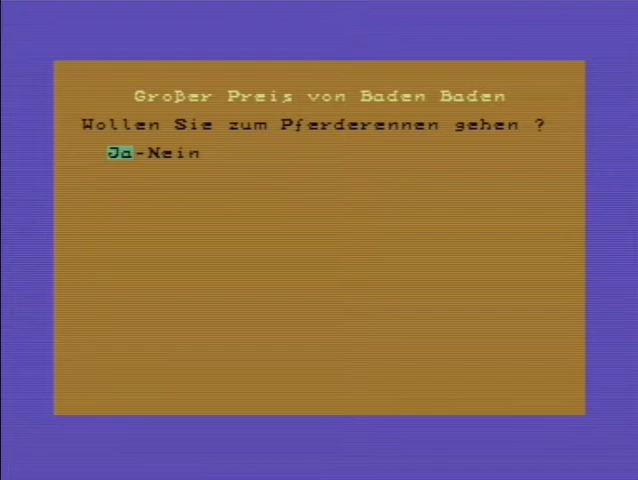 Großer Preis von Baden Baden
Wollen Sie zum Pferderennen gehen ?
Ja-Nein